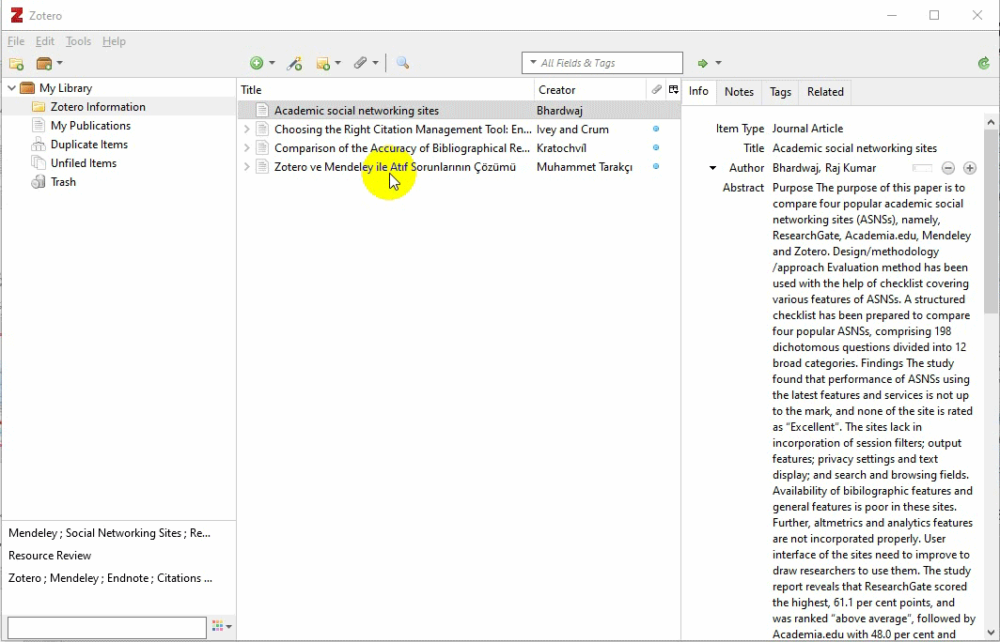 Zotero
File Edit Tools Help
All Fields & Tags
My Library
Zotero Information
My Publications
Duplicate Items
Unfiled Items
Trash
Mendeley ; Social Networking Sites ; Re...
Resource Review
Zotero ; Mendeley ; Endnote ; Citations ...
Title Creator
Academic social networking sites Bhardwaj
Choosing the Right Citation Management Tool: En... Ivey and Crum
Comparison of the Accuracy of Bibliographical Re... Kratochvíl
Zotero ve Mendeley ile Atıf Sorunlarının Çözümü Muhammet Tarakçı
Info Notes Tags Related
Item Type Journal Article
Title Academic social networking sites
Author Bhardwaj, Raj Kumar
Abstract Purpose The purpose of this paper is to
compare four popular academic social
networking sites (ASNSs), namely,
ResearchGate, Academia.edu, Mendeley
and Zotero. Design/methodology
/approach Evaluation method has been
used with the help of checklist covering
various features of ASNSs. A structured
checklist has been prepared to compare
four popular ASNSs, comprising 198
dichotomous questions divided into 12
broad categories. Findings The study
found that performance of ASNSs using
the latest features and services is not up
to the mark, and none of the site is rated
as “Excellent”. The sites lack in
incorporation of session filters; output
features; privacy settings and text
display; and search and browsing fields.
Availability of bibilographic features and
general features is poor in these sites.
Further, altmetrics and analytics features
are not incorporated properly. User
interface of the sites need to improve to
draw researchers to use them. The study
report reveals that ResearchGate scored
the highest, 61.1 per cent points, and
was ranked “above average”, followed by
Academia.edu with 48.0 per cent and